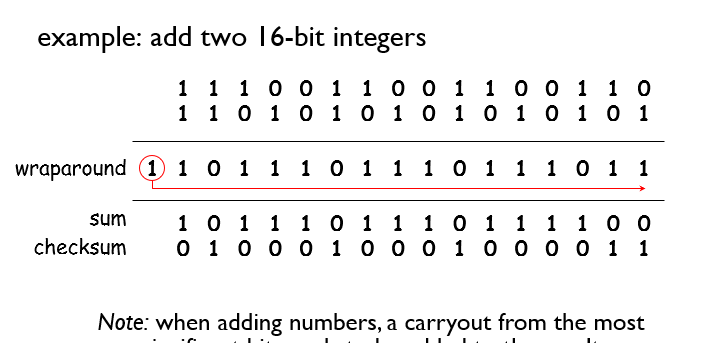 example: add two 16-bit integers
1 1 1 0 0 1 1 0 0 1 1 0 0 1 1 0
1 1 0 1 0 1 0 1 0 1 0 1 0 1 0 1
wraparound 1 1 0 1 1 1 0 1 1 1 0 1 1 1 0 1 1
sum 1 0 1 1 1 0 1 1 1 0 1 1 1 1 0 0
checksum 0 1 0 0 0 1 0 0 0 1 0 0 0 0 1 1
Note: when adding numbers, a carryout from the most